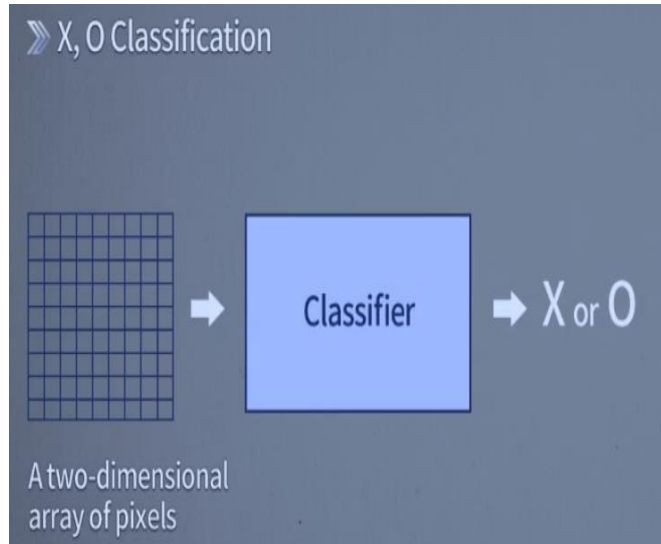 X, O Classification
Classifier
X or O
A two-dimensional
array of pixels